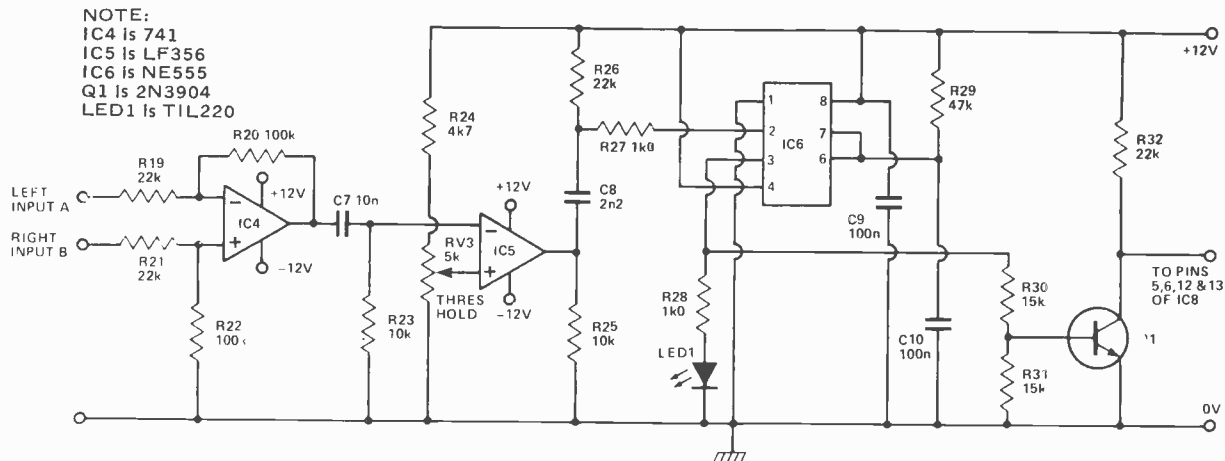 NOTE:
IC4 is 741
IC5 is LF356
IC6 is NE555
Q1 is 2N3904
LED1 is TIL220
+12V
R24
4k7
R26
22k
R27 1k0
1
2
3
4
8
7
6
IC6
R29
47k
R32
22k
R20 100k
R19
22k
LEFT
INPUT A
RIGHT
INPUT B
R21
22k
+12V
−
+
IC4
−12V
C7 10n
C8
2n2
+12V
−
+
IC5
−12V
RV3
5k
THRES
HOLD
R22
100k
R23
10k
R25
10k
R28
1k0
LED1
C9
100n
C10
100n
R30
15k
R31
15k
TO PINS
5,6,12 & 13
OF IC8
0V